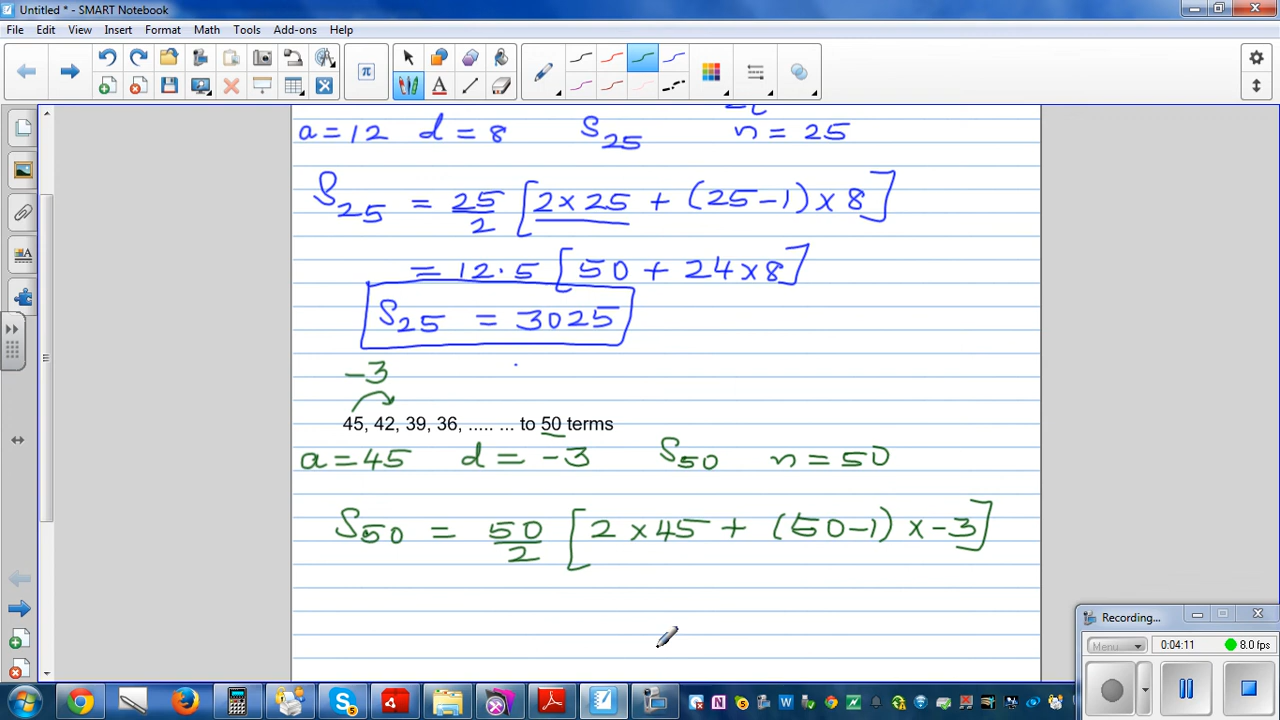 Untitled * - SMART Notebook
File Edit View Insert Format Math Tools Add-ons Help
a = 12 d = 8 S25 n = 25
S25 = 25/2 [2 × 25 + (25 - 1) × 8]
= 12.5 [50 + 24 × 8]
S25 = 3025
-3
45, 42, 39, 36, ..... ... to 50 terms
a = 45 d = -3 S50 n = 50
S50 = 50/2 [2 × 45 + (50-1) × -3]
Recording...
Menu 0:04:11 8.0 fps